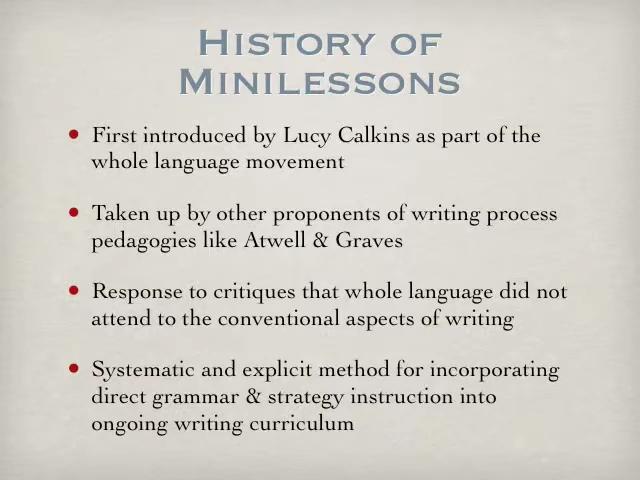 History of
Minilessons
• First introduced by Lucy Calkins as part of the
whole language movement
• Taken up by other proponents of writing process
pedagogies like Atwell & Graves
• Response to critiques that whole language did not
attend to the conventional aspects of writing
• Systematic and explicit method for incorporating
direct grammar & strategy instruction into
ongoing writing curriculum